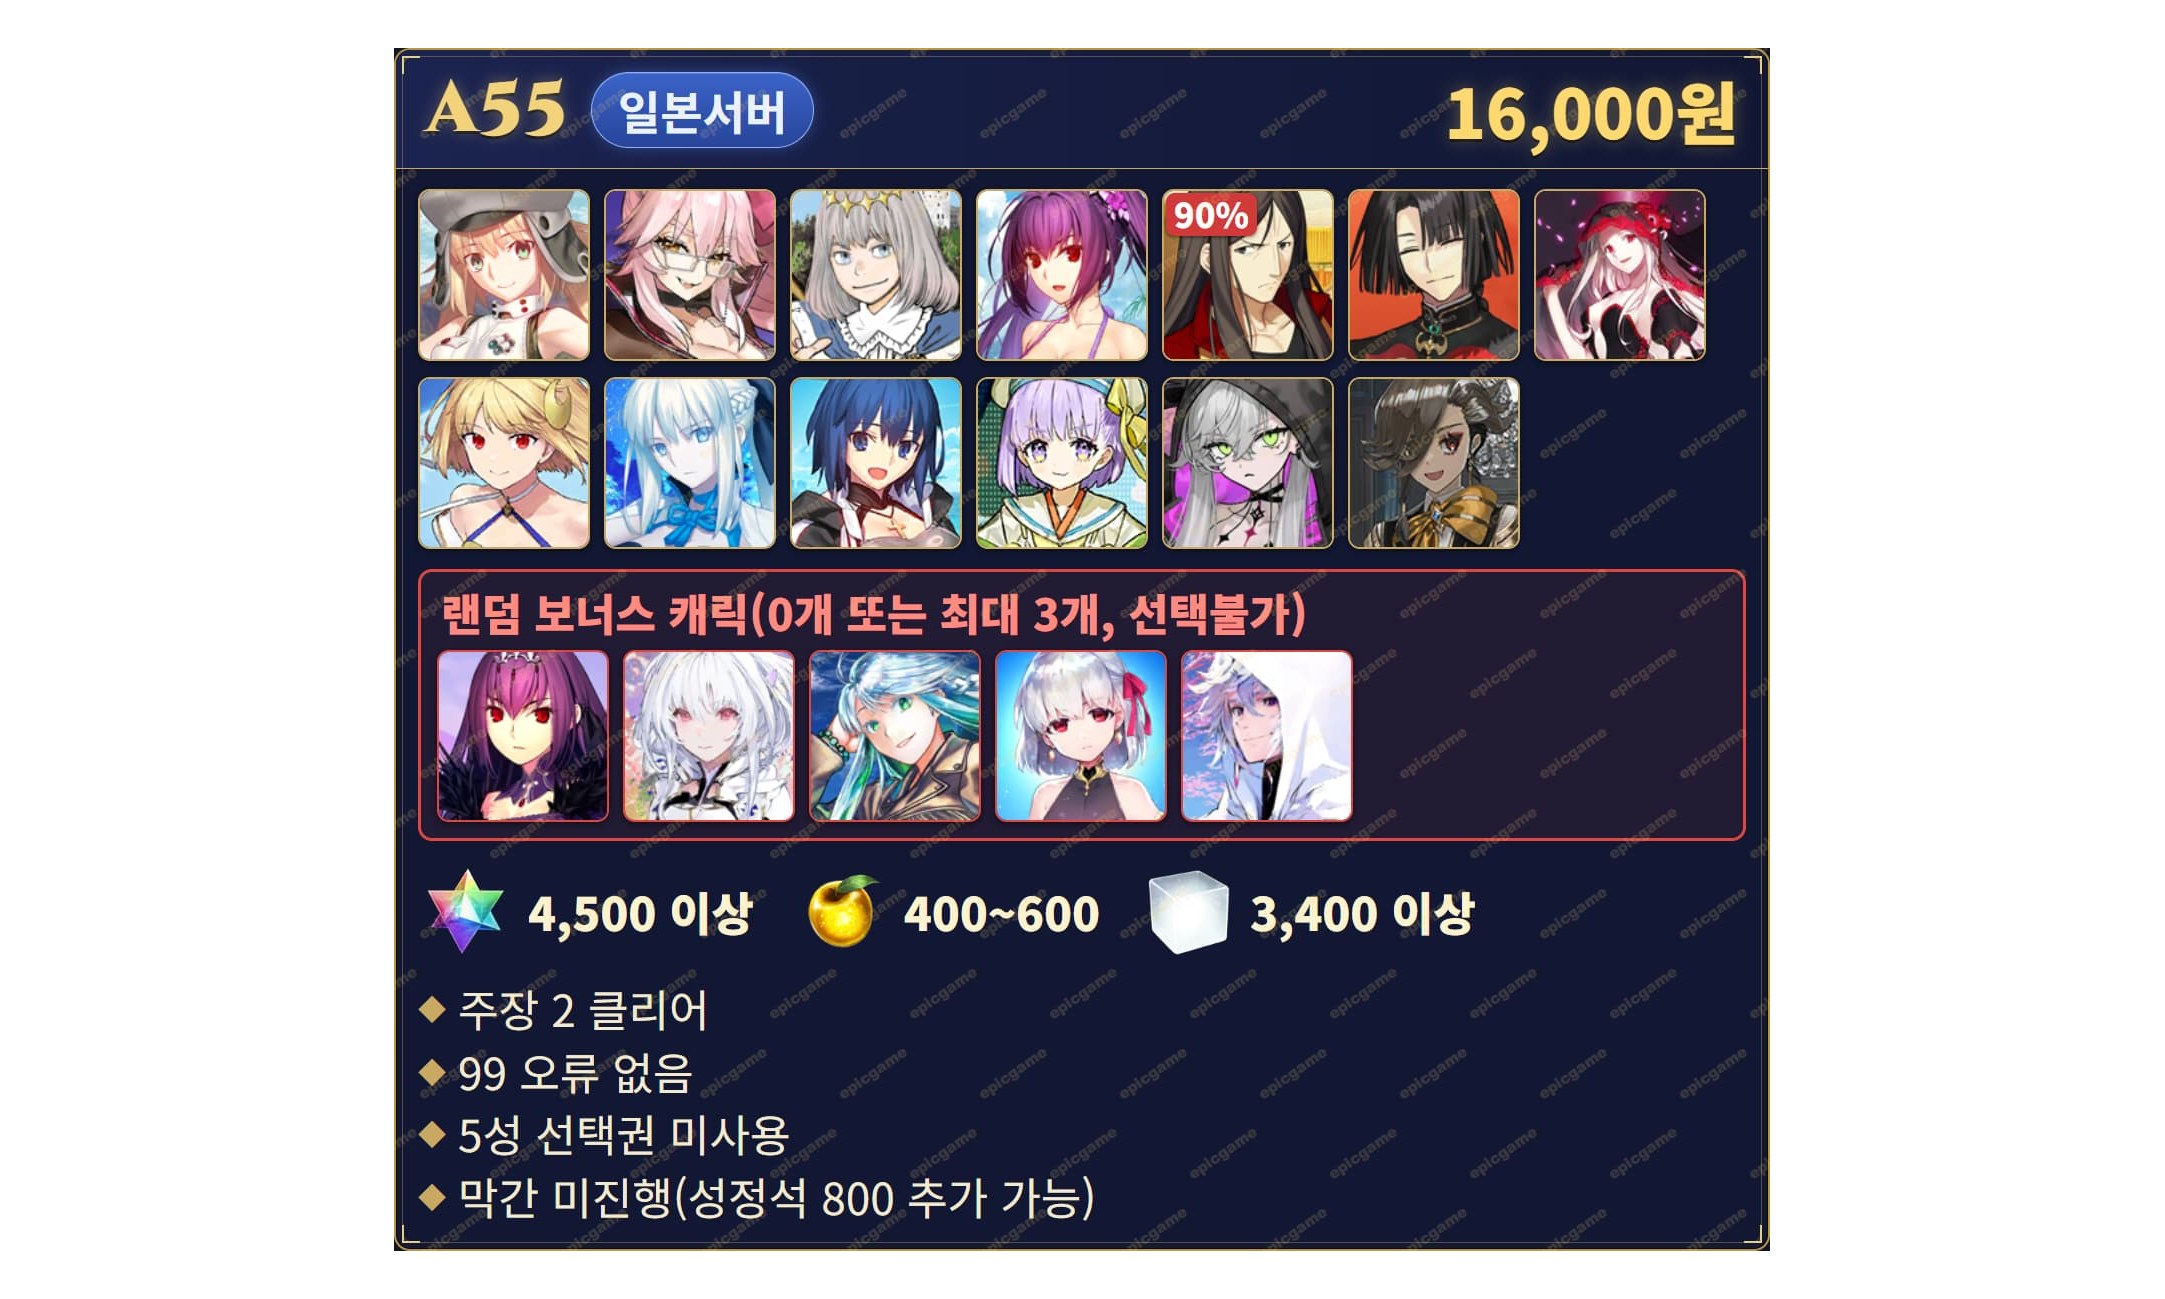 A55 일본서버 16,000원
90%
랜덤 보너스 캐릭(0개 또는 최대 3개, 선택불가)
4,500 이상 400~600 3,400 이상
◆ 주장 2 클리어
◆ 99 오류 없음
◆ 5성 선택권 미사용
◆ 막간 미진행(성정석 800 추가 가능)
epicgame